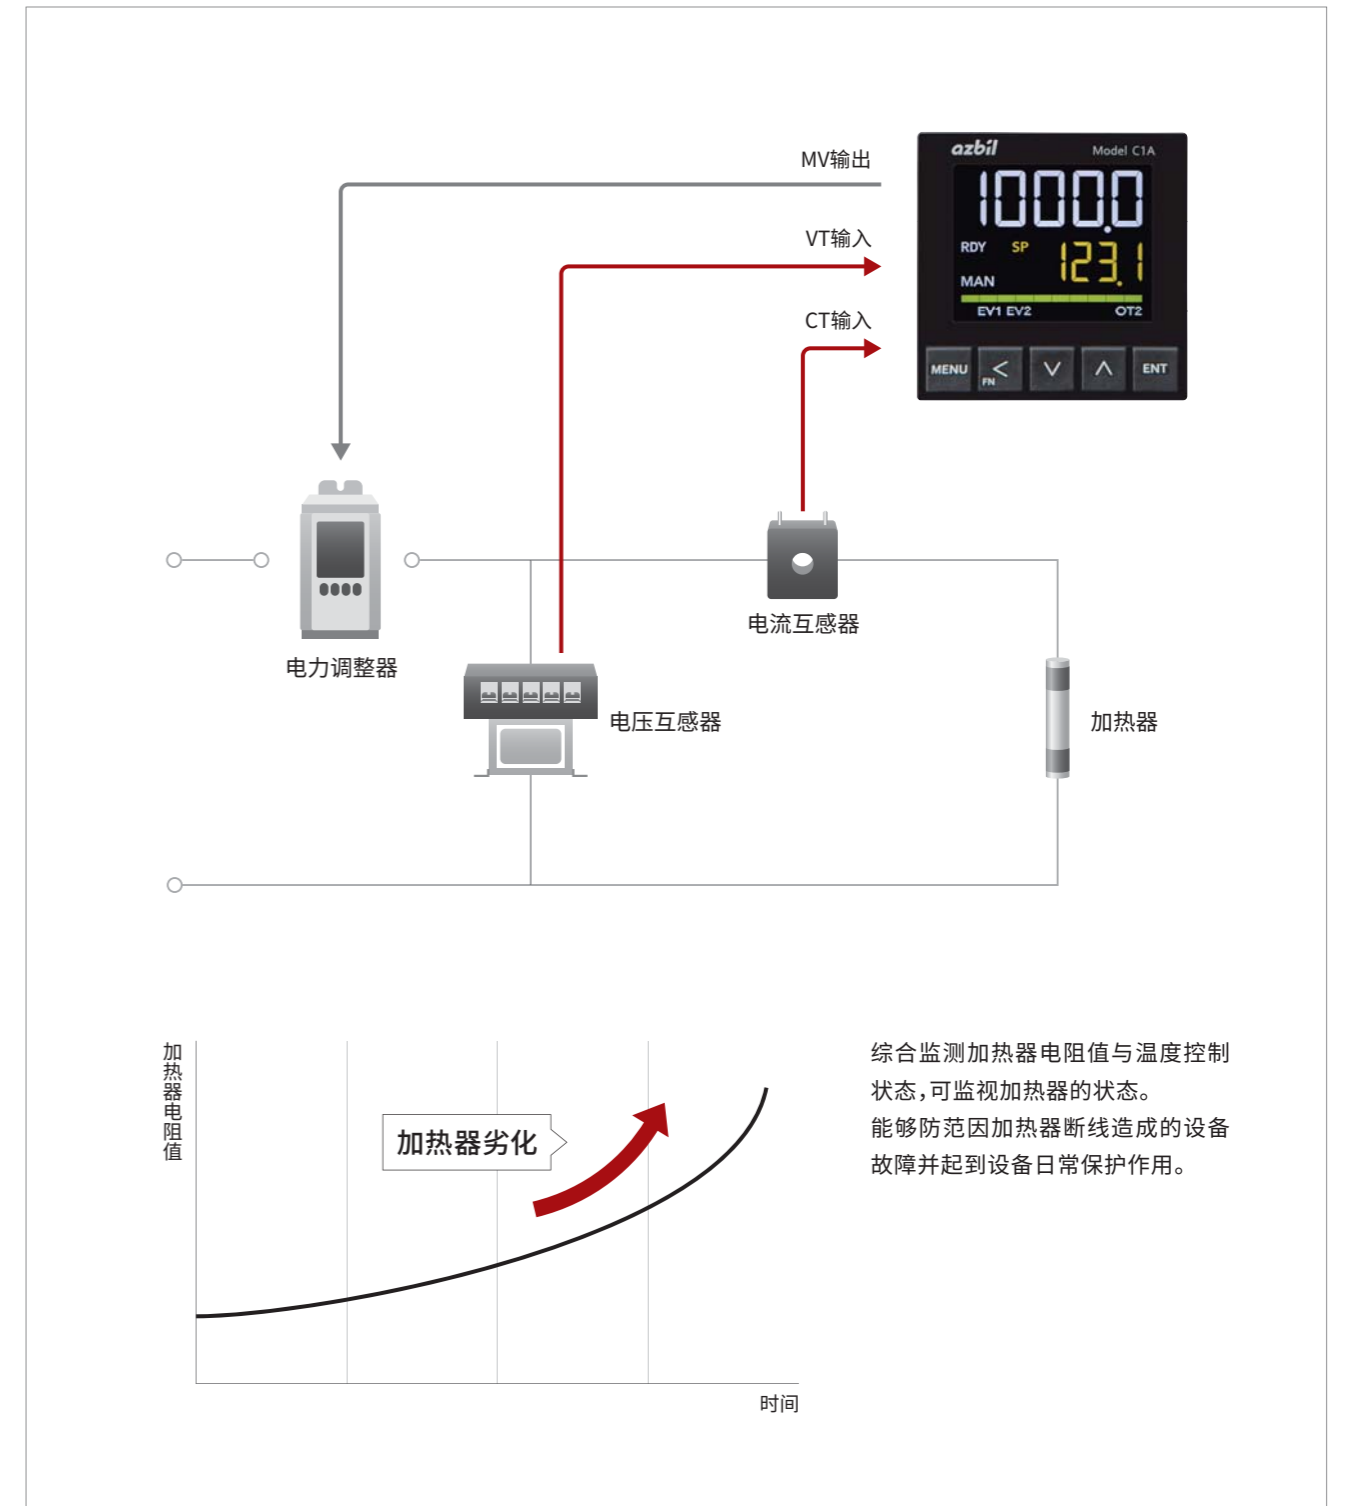 azbil
Model C1A
MV输出
1000.0
VT输入
RDY SP 123.1
MAN
CT输入
EV1 EV2 OT2
MENU FN ENT
电流互感器
电力调整器
电压互感器
加热器
加热器电阻值
综合监测加热器电阻值与温度控制
状态,可监视加热器的状态。
能够防范因加热器断线造成的设备
故障并起到设备日常保护作用。
加热器劣化
时间